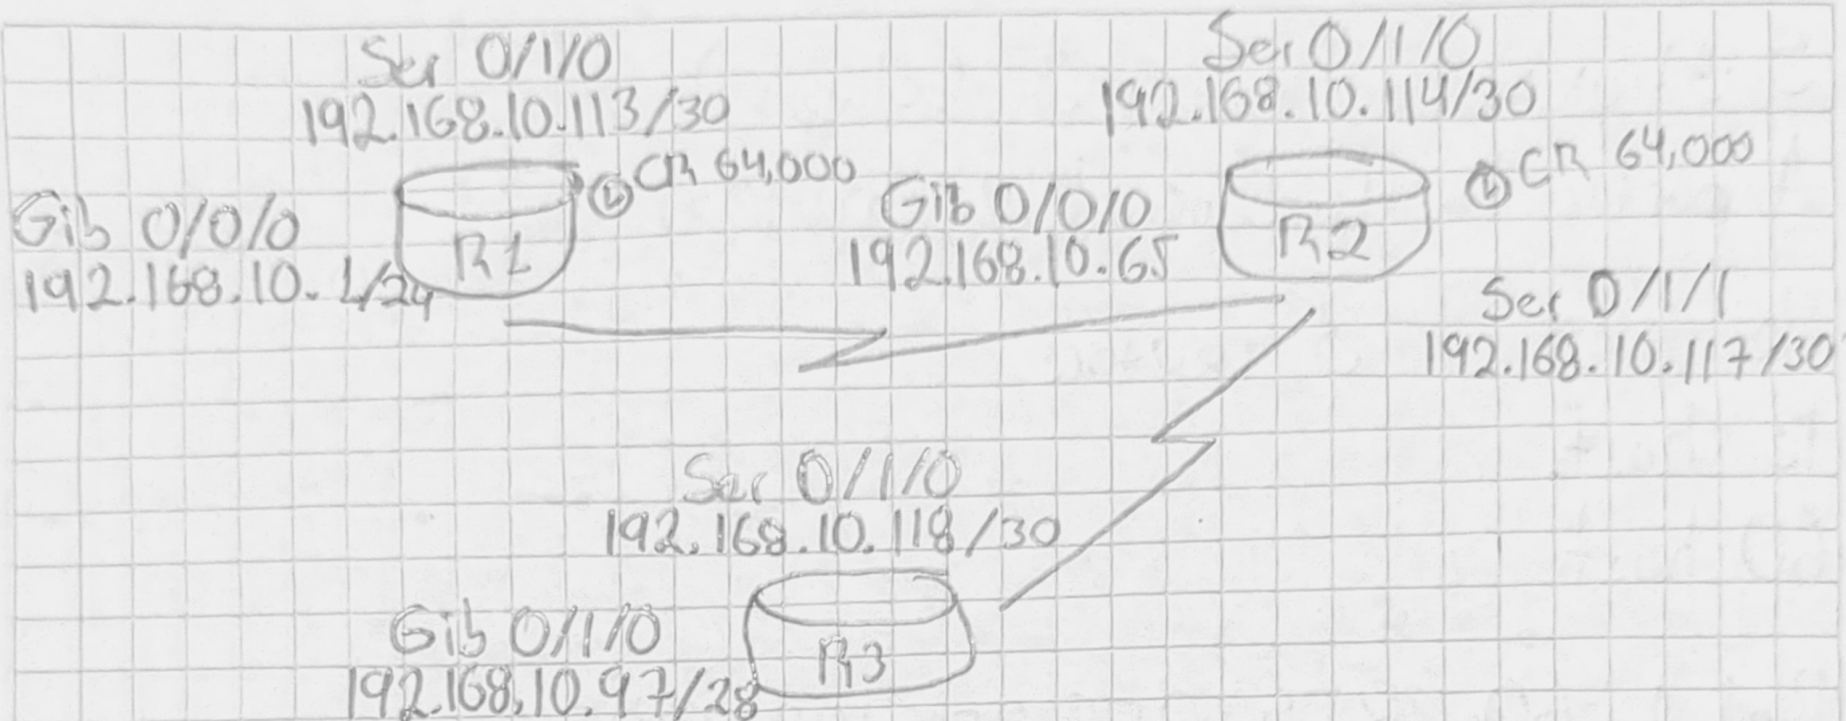 Ser 0/1/0
192.168.10.113/30
CR 64,000
Gib 0/0/0
192.168.10.1/24
R1
Ser 0/1/0
192.168.10.114/30
CR 64,000
Gib 0/0/0
192.168.10.65
R2
Ser 0/1/1
192.168.10.117/30
Ser 0/1/0
192.168.10.118/30
Gib 0/1/0
192.168.10.97/28
R3